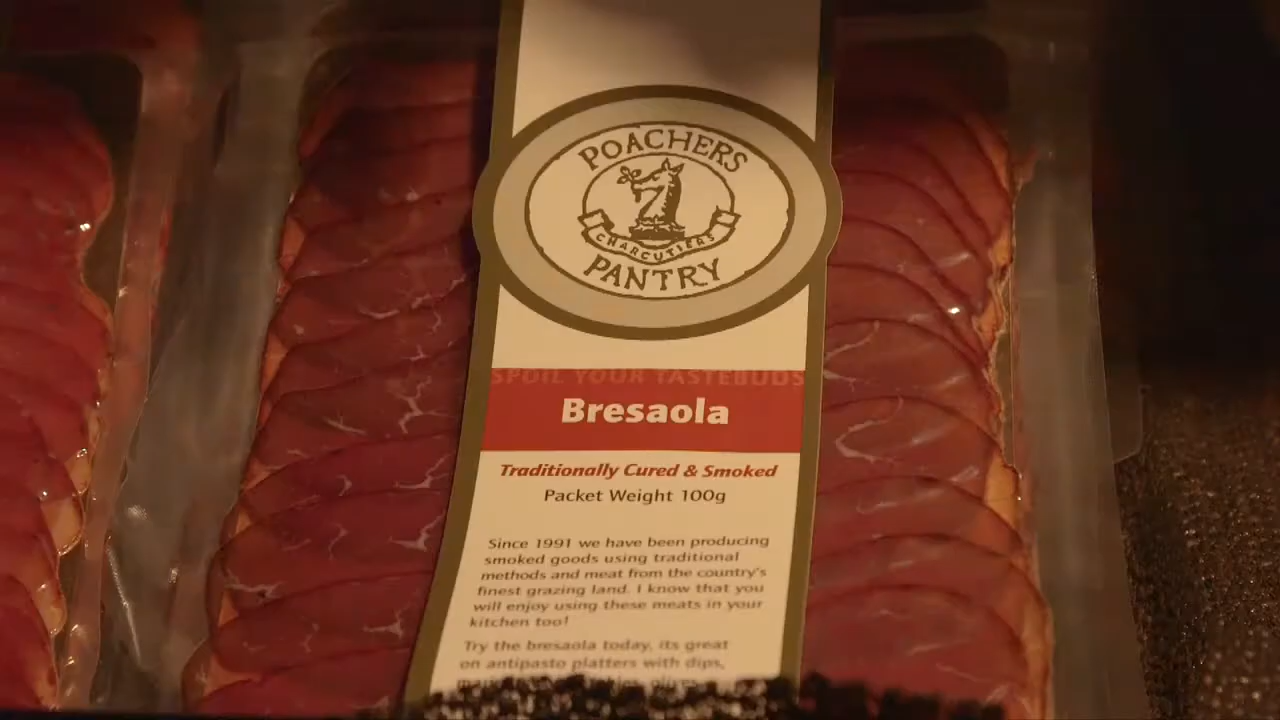 POACHERS
CHARCUTIERS
PANTRY
SPOIL YOUR TASTEBUDS
Bresaola
Traditionally Cured & Smoked
Packet Weight 100g
Since 1991 we have been producing
smoked goods using traditional
methods and meat from the country's
finest grazing land. I know that you
will enjoy using these meats in your
kitchen too!
Try the bresaola today, its great
on antipasto platters with dips,